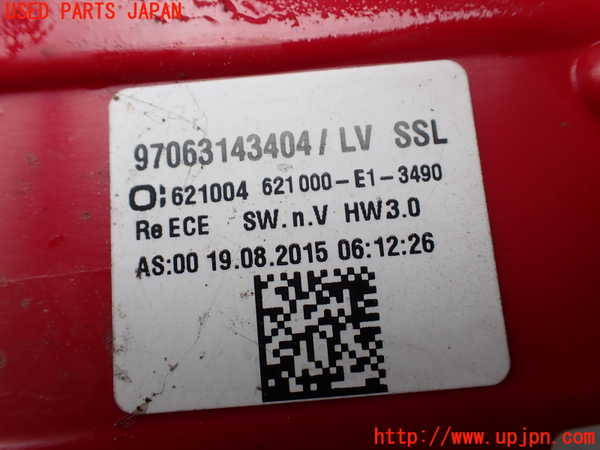 USED PARTS JAPAN
97063143404 / LV SSL
621004 621000-E1-3490
Re ECE SW. n.V HW3.0
AS:00 19.08.2015 06:12:26
http://www.upjpn.com/